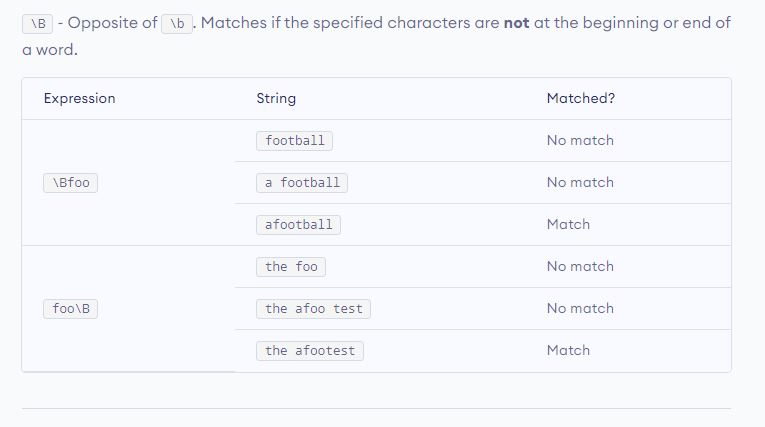 \B - Opposite of \b. Matches if the specified characters are not at the beginning or end of
a word.
Expression String Matched?
football No match
\Bfoo a football No match
afootball Match
the foo No match
foo\B the afoo test No match
the afootest Match